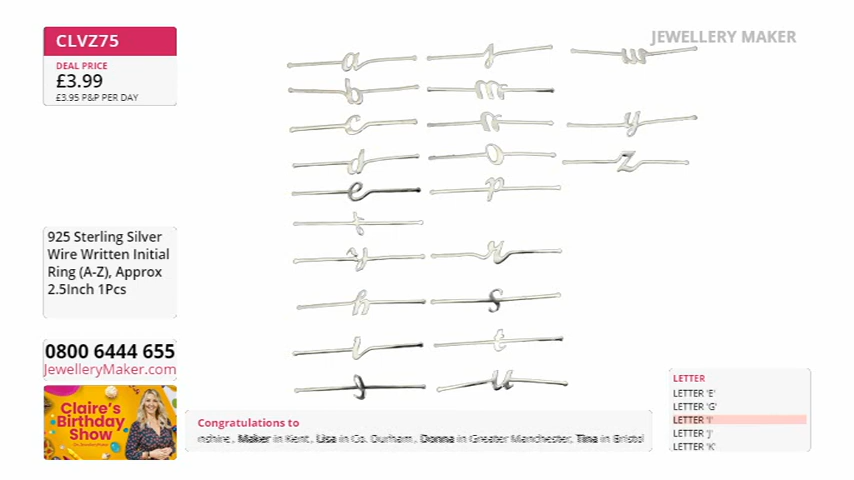 CLVZ75
DEAL PRICE
£3.99
£3.95 P&P PER DAY
JEWELLERY MAKER
a
b
c
d
e
f
y
h
i
j
l
m
n
o
p
r
s
t
u
w
y
z
925 Sterling Silver
Wire Written Initial
Ring (A-Z), Approx
2.5Inch 1Pcs
0800 6444 655
JewelleryMaker.com
Claire's
Birthday
Show
Congratulations to
nshire, Maker in Kent, Lisa in Co. Durham, Donna in Greater Manchester, Tina in Bristol
LETTER
LETTER 'E'
LETTER 'G'
LETTER 'I'
LETTER 'J'
LETTER 'K'